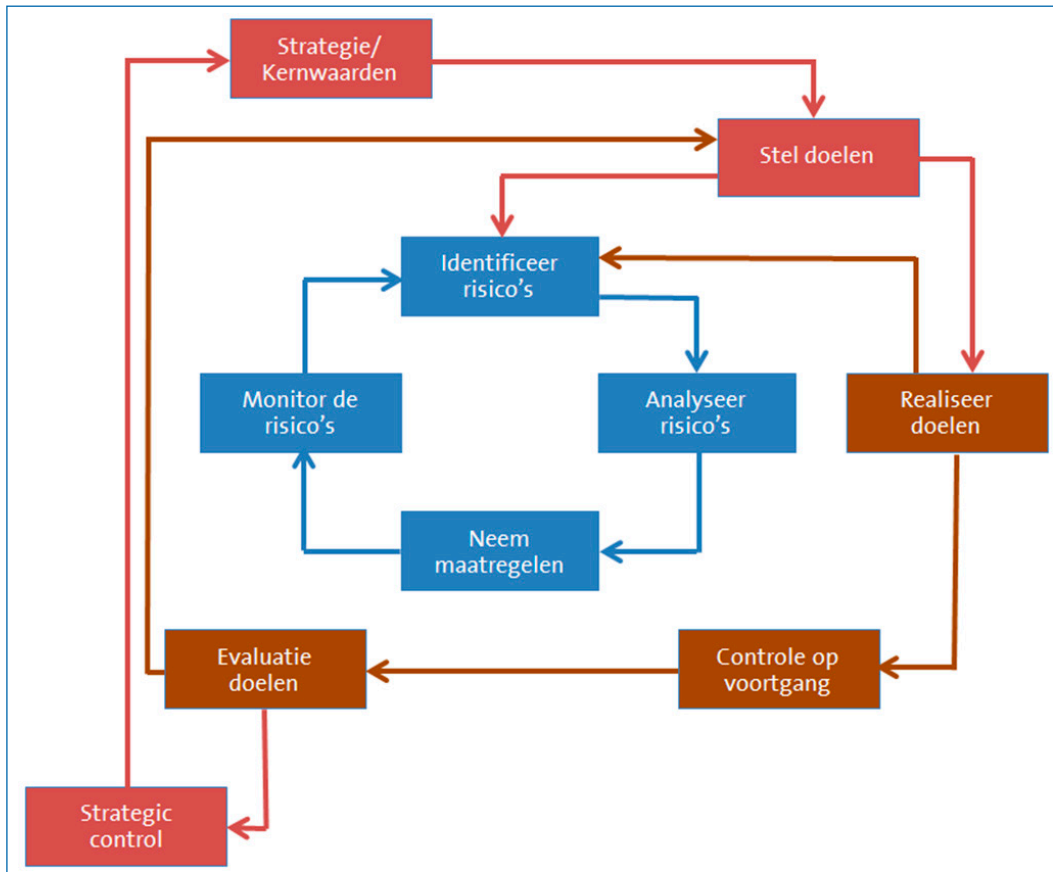 Strategie/
Kernwaarden
Stel doelen
Identificeer
risico's
Monitor de
risico's
Analyseer
risico's
Realiseer
doelen
Neem
maatregelen
Evaluatie
doelen
Controle op
voortgang
Strategic
control